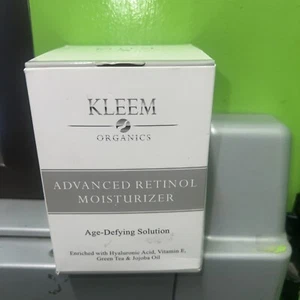 KLEEM
ORGANICS
ADVANCED RETINOL
MOISTURIZER
Age-Defying Solution
Enriched with Hyaluronic Acid, Vitamin E,
Green Tea & Jojoba Oil